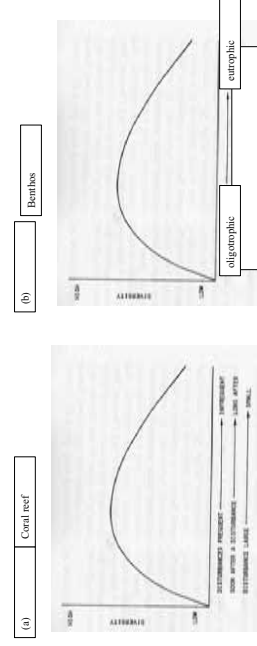 (a)
Coral reef
HIGH
DIVERSITY
LOW
DISTURBANCES FREQUENT INFREQUENT
SOON AFTER A DISTURBANCE LONG AFTER
DISTURBANCE LARGE SMALL
(b)
Benthos
HIGH
DIVERSITY
LOW
oligotrophic
eutrophic